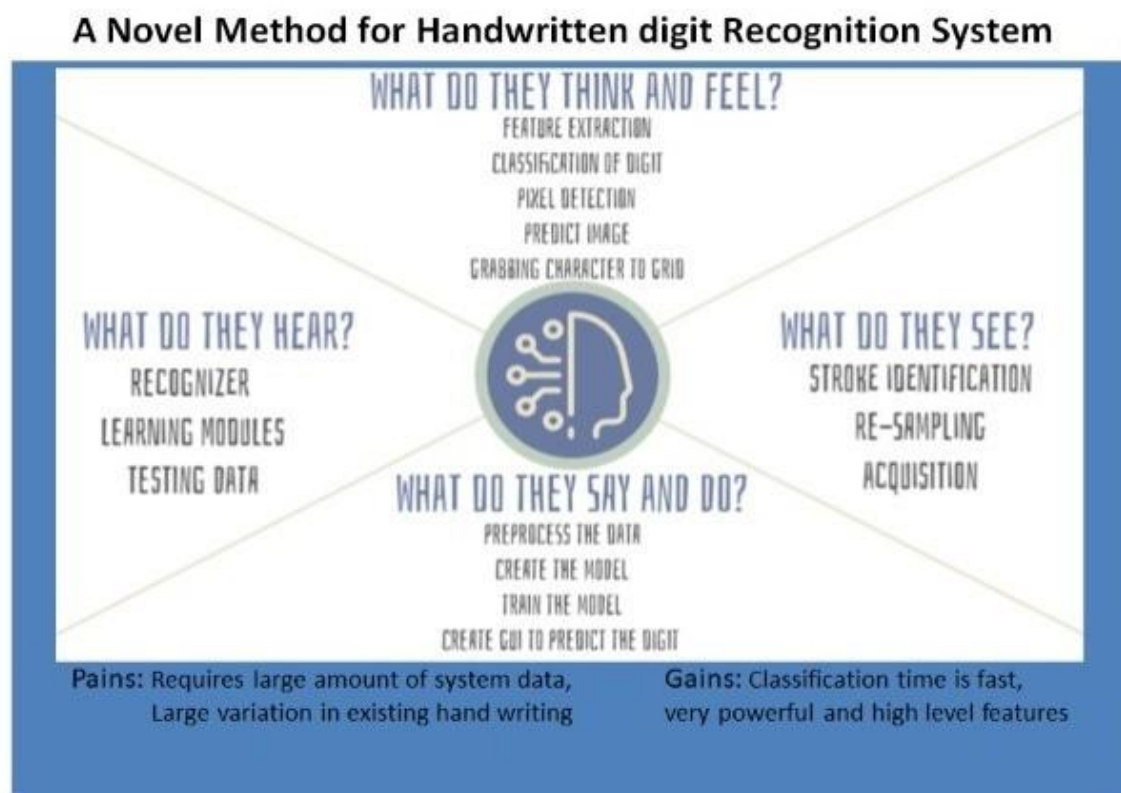 A Novel Method for Handwritten digit Recognition System
WHAT DO THEY THINK AND FEEL?
FEATURE EXTRACTION
CLASSIFICATION OF DIGIT
PIXEL DETECTION
PREDICT IMAGE
GRABBING CHARACTER TO GRID
WHAT DO THEY HEAR?
RECOGNIZER
LEARNING MODULES
TESTING DATA
WHAT DO THEY SEE?
STROKE IDENTIFICATION
RE-SAMPLING
ACQUISITION
WHAT DO THEY SAY AND DO?
PREPROCESS THE DATA
CREATE THE MODEL
TRAIN THE MODEL
CREATE GUI TO PREDICT THE DIGIT
Pains: Requires large amount of system data,
Large variation in existing hand writing
Gains: Classification time is fast,
very powerful and high level features